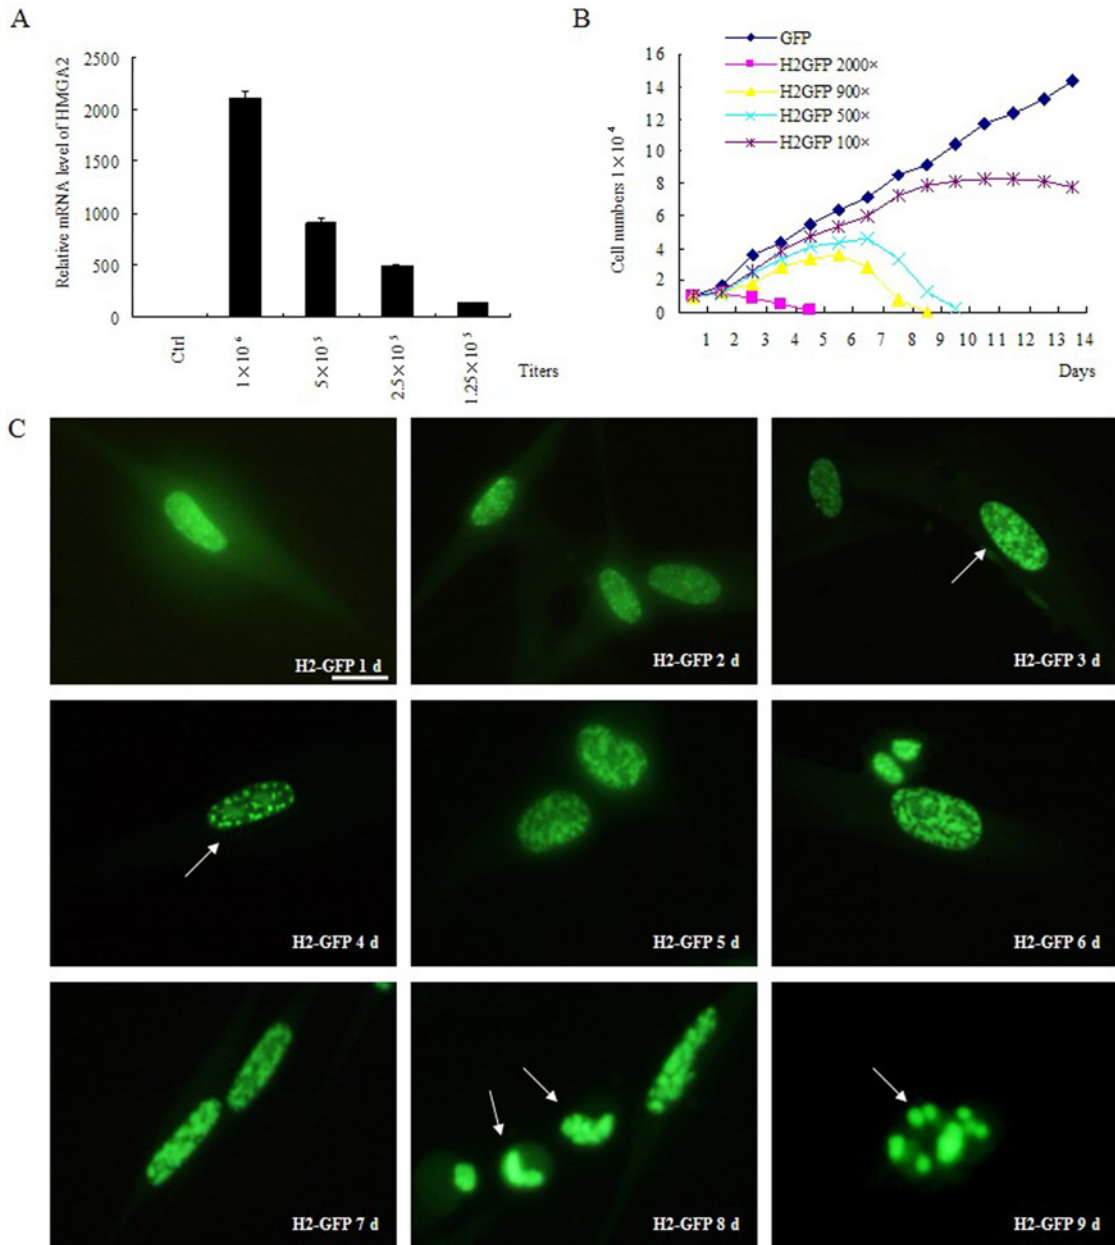 A
Relative mRNA level of HMGA2
2500
2000
1500
1000
500
0
Ctrl
1×10⁶
5×10⁵
2.5×10⁵
1.25×10⁵
Titers
B
GFP
H2GFP 2000×
H2GFP 900×
H2GFP 500×
H2GFP 100×
Cell numbers 1×10⁴
16
14
12
10
8
6
4
2
0
1 2 3 4 5 6 7 8 9 10 11 12 13 14
Days
C
H2-GFP 1 d
H2-GFP 2 d
H2-GFP 3 d
H2-GFP 4 d
H2-GFP 5 d
H2-GFP 6 d
H2-GFP 7 d
H2-GFP 8 d
H2-GFP 9 d